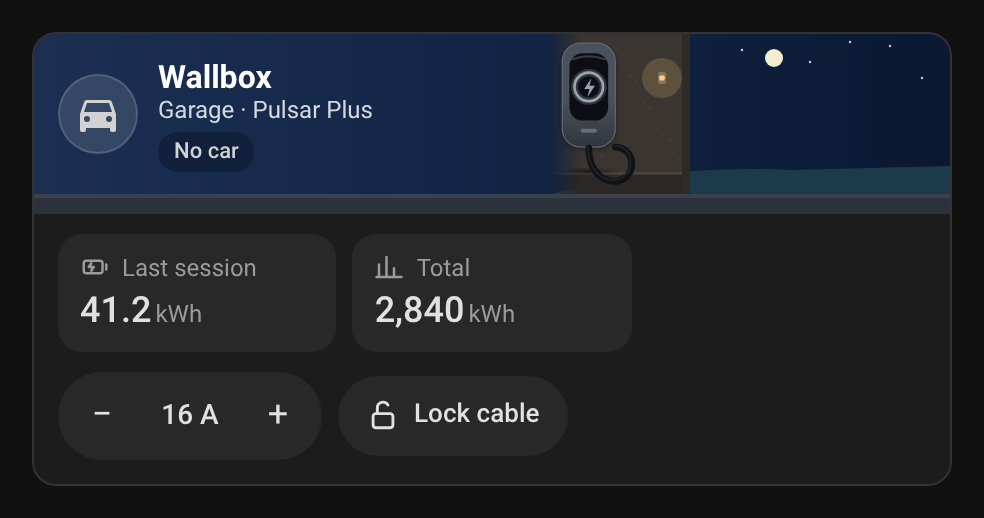 Wallbox
Garage · Pulsar Plus
No car
Last session
41.2 kWh
Total
2,840 kWh
− 16 A +
Lock cable